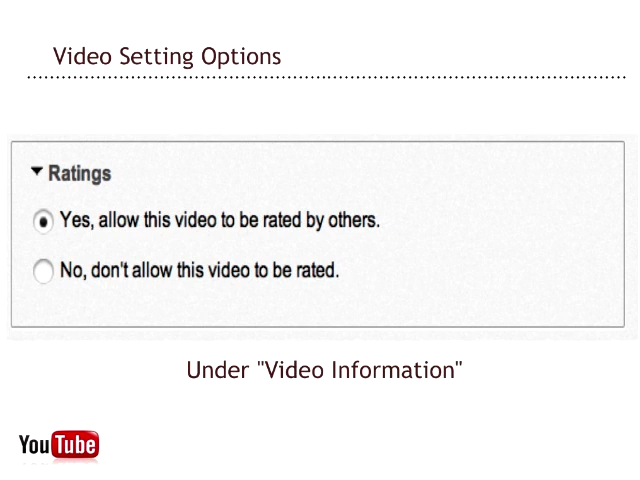 Video Setting Options
Ratings
Yes, allow this video to be rated by others.
No, don't allow this video to be rated.
Under "Video Information"
YouTube